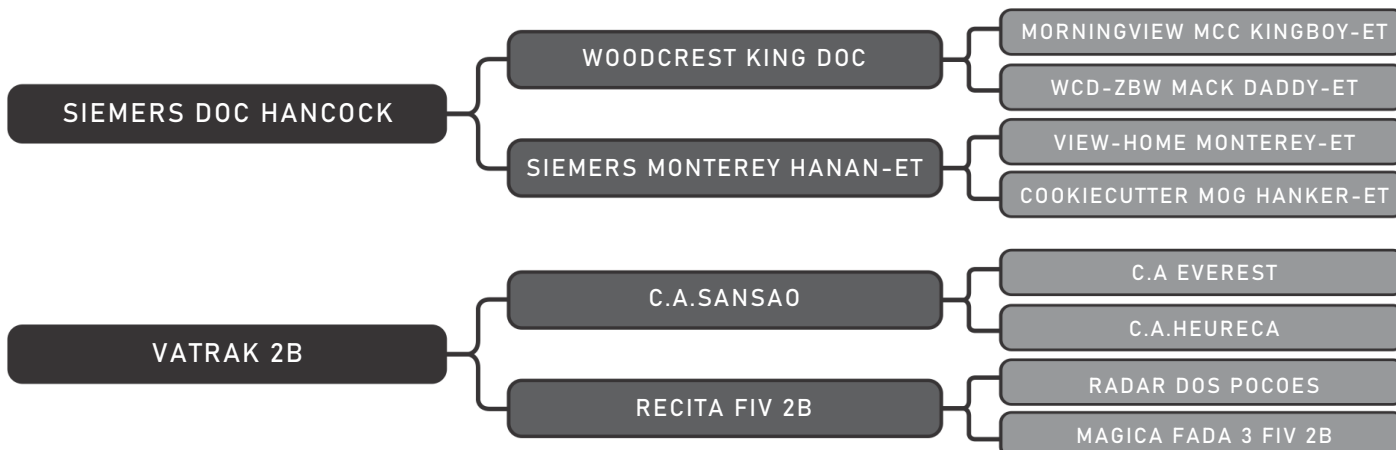 SIEMERS DOC HANCOCK
WOODCREST KING DOC
MORNINGVIEW MCC KINGBOY-ET
WCD-ZBW MACK DADDY-ET
SIEMERS MONTEREY HANAN-ET
VIEW-HOME MONTEREY-ET
COOKIECUTTER MOG HANKER-ET
VATRAK 2B
C.A.SANSAO
C.A EVEREST
C.A.HEURECA
RECITA FIV 2B
RADAR DOS POCOES
MAGICA FADA 3 FIV 2B